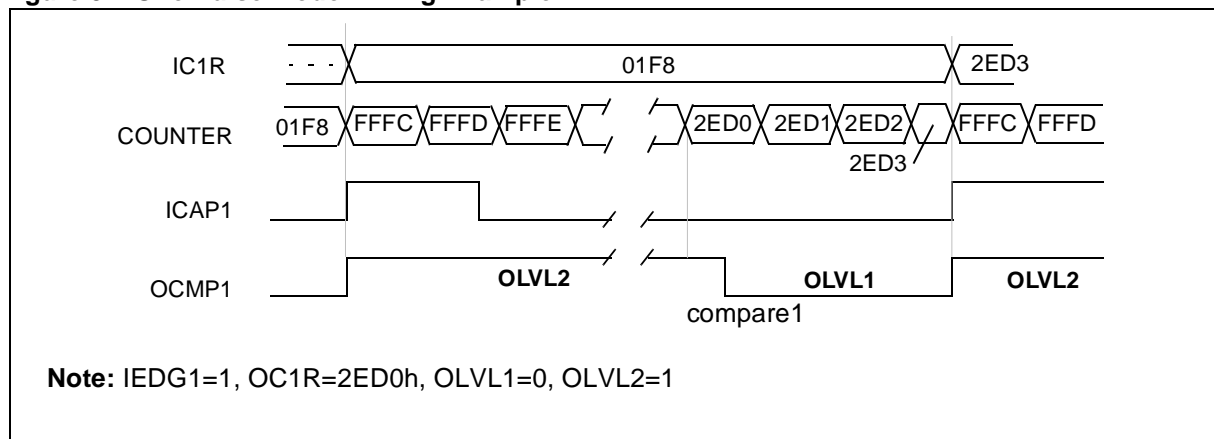 IC1R - - - 01F8 2ED3
COUNTER 01F8 FFFC FFFD FFFE 2ED0 2ED1 2ED2 FFFC FFFD
2ED3
ICAP1
OCMP1 OLVL2 OLVL1 OLVL2
compare1
Note: IEDG1=1, OC1R=2ED0h, OLVL1=0, OLVL2=1